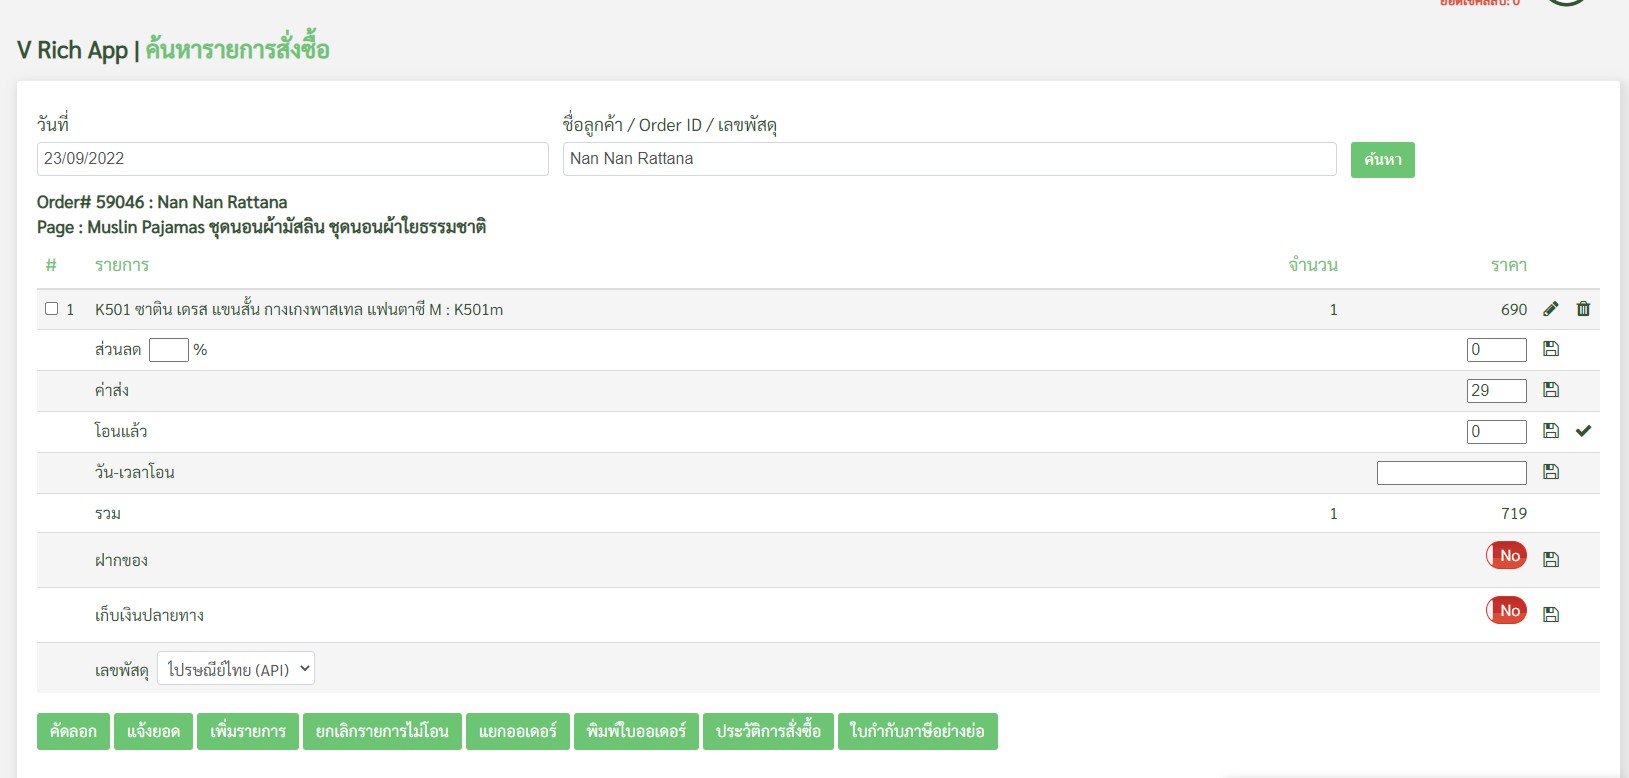 ยอดเช็คสลิป: 0
V Rich App | ค้นหารายการสั่งซื้อ
วันที่
ชื่อลูกค้า / Order ID / เลขพัสดุ
23/09/2022
Nan Nan Rattana
ค้นหา
Order# 59046 : Nan Nan Rattana
Page : Muslin Pajamas ชุดนอนผ้ามัสลิน ชุดนอนผ้าใยธรรมชาติ
# รายการ จำนวน ราคา
1 K501 ซาติน เดรส แขนสั้น กางเกงพาสเทล แฟนตาซี M : K501m 1 690
ส่วนลด % 0
ค่าส่ง 29
โอนแล้ว 0
วัน-เวลาโอน
รวม 1 719
ฝากของ No
เก็บเงินปลายทาง No
เลขพัสดุ ไปรษณีย์ไทย (API)
คัดลอก แจ้งยอด เพิ่มรายการ ยกเลิกรายการไม่โอน แยกออเดอร์ พิมพ์ใบออเดอร์ ประวัติการสั่งซื้อ ใบกำกับภาษีอย่างย่อ